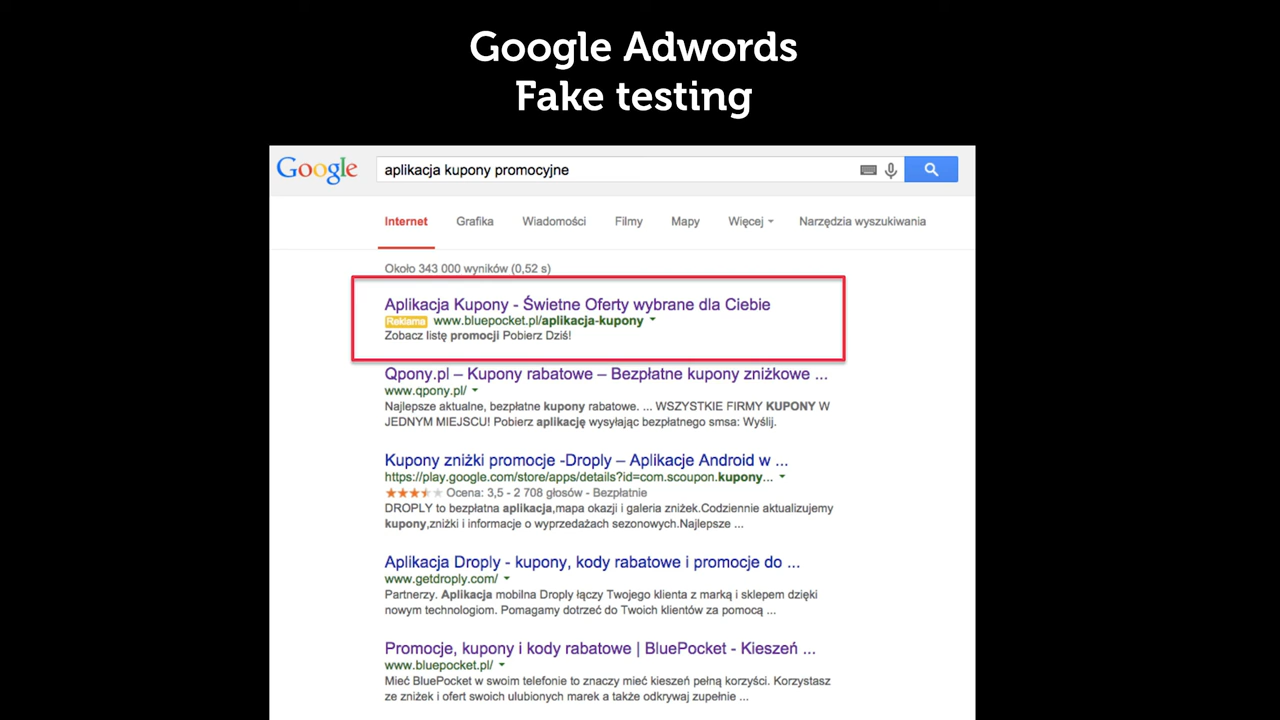 Google Adwords
Fake testing
Google
aplikacja kupony promocyjne
Internet Grafika Wiadomości Filmy Mapy Więcej Narzędzia wyszukiwania
Około 343 000 wyników (0,52 s)
Aplikacja Kupony - Świetne Oferty wybrane dla Ciebie
Reklama www.bluepocket.pl/aplikacja-kupony
Zobacz listę promocji Pobierz Dziś!
Qpony.pl – Kupony rabatowe – Bezpłatne kupony zniżkowe ...
www.qpony.pl/
Najlepsze aktualne, bezpłatne kupony rabatowe. ... WSZYSTKIE FIRMY KUPONY W
JEDNYM MIEJSCU! Pobierz aplikację wysyłając bezpłatnego smsa: Wyślij.
Kupony zniżki promocje -Droply – Aplikacje Android w ...
https://play.google.com/store/apps/details?id=com.scoupon.kupony...
Ocena: 3,5 - 2 708 głosów - Bezpłatnie
DROPLY to bezpłatna aplikacja,mapa okazji i galeria zniżek.Codziennie aktualizujemy
kupony,zniżki i informacje o wyprzedażach sezonowych.Najlepsze ...
Aplikacja Droply - kupony, kody rabatowe i promocje do ...
www.getdroply.com/
Partnerzy. Aplikacja mobilna Droply łączy Twojego klienta z marką i sklepem dzięki
nowym technologiom. Pomagamy dotrzeć do Twoich klientów za pomocą ...
Promocje, kupony i kody rabatowe | BluePocket - Kieszeń ...
www.bluepocket.pl/
Mieć BluePocket w swoim telefonie to znaczy mieć kieszeń pełną korzyści. Korzystasz
ze zniżek i ofert swoich ulubionych marek a także odkrywaj zupełnie ...